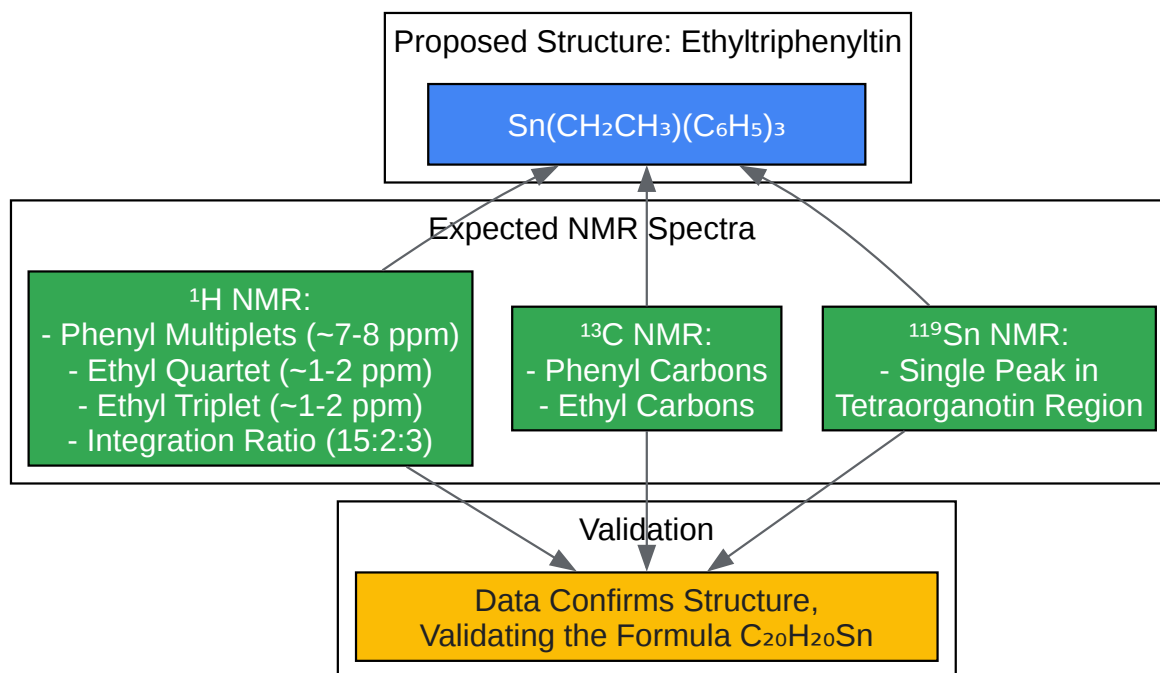 Proposed Structure: Ethyltriphenyltin
Sn(CH₂CH₃)(C₆H₅)₃
Expected NMR Spectra
¹H NMR:
- Phenyl Multiplets (~7-8 ppm)
- Ethyl Quartet (~1-2 ppm)
- Ethyl Triplet (~1-2 ppm)
- Integration Ratio (15:2:3)
¹³C NMR:
- Phenyl Carbons
- Ethyl Carbons
¹¹⁹Sn NMR:
- Single Peak in
Tetraorganotin Region
Validation
Data Confirms Structure,
Validating the Formula C₂₀H₂₀Sn